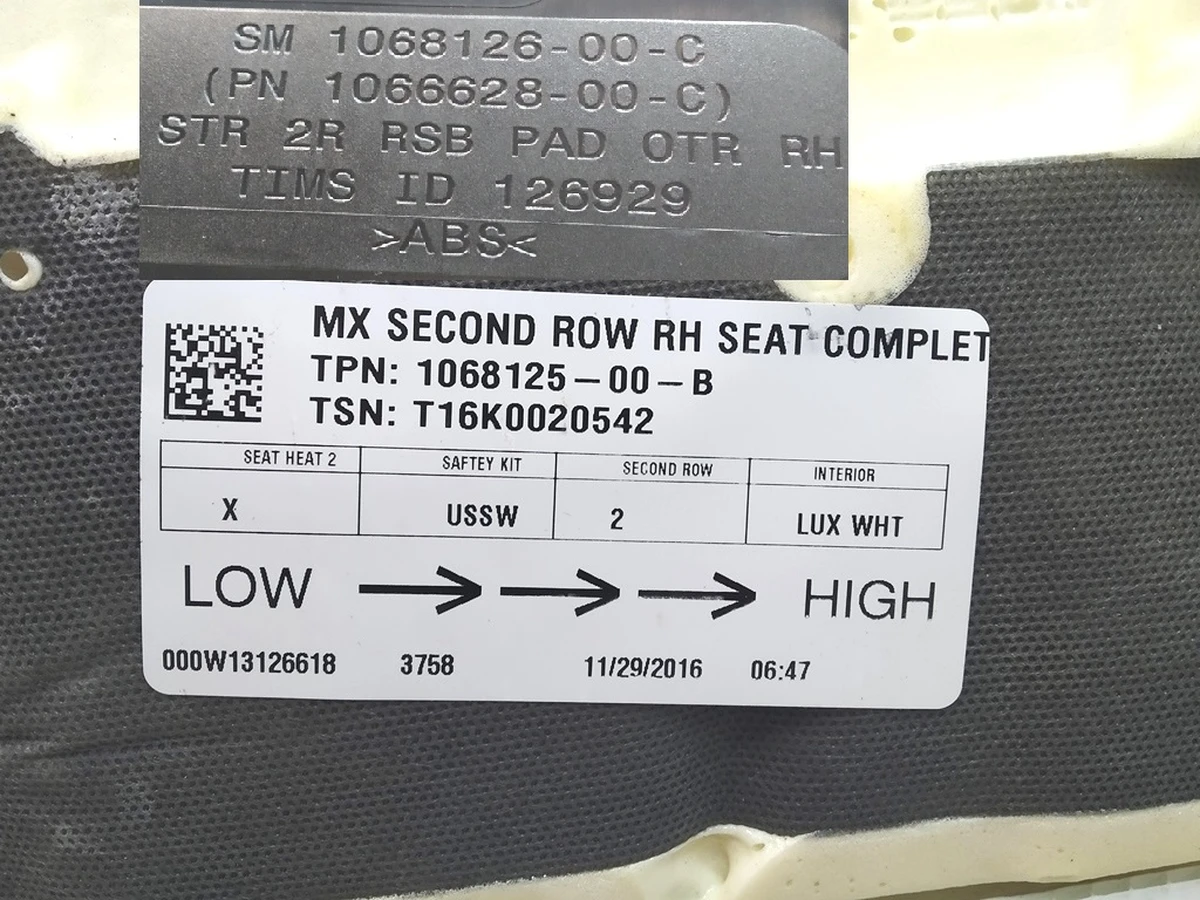 SM 1068126-00-C
(PN 1066628-00-C)
STR 2R RSB PAD OTR RH
TIMS ID 126929
>ABS<
MX SECOND ROW RH SEAT COMPLET
TPN: 1068125-00-B
TSN: T16K0020542
SEAT HEAT 2 SAFTEY KIT SECOND ROW INTERIOR
X USSW 2 LUX WHT
LOW HIGH
000W13126618 3758 11/29/2016 06:47